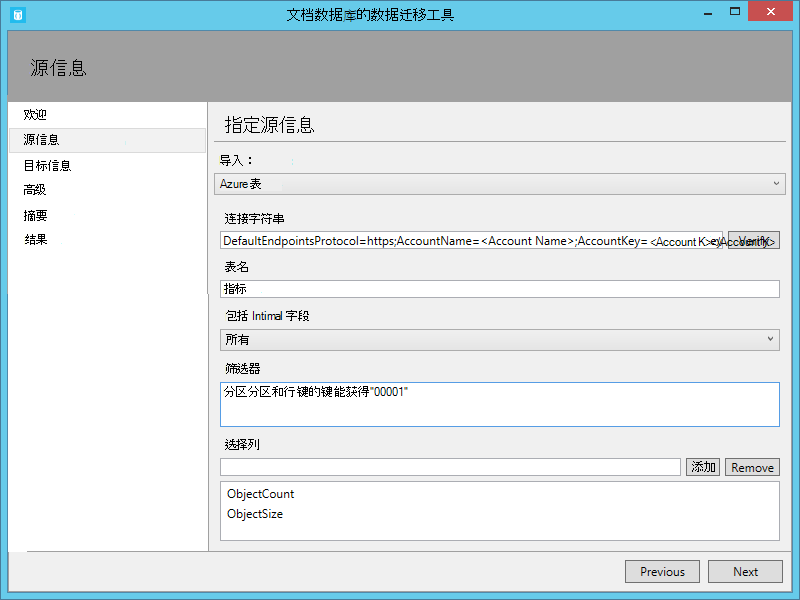 文档数据库的数据迁移工具
源信息
欢迎
源信息
目标信息
高级
摘要
结果
指定源信息
导入：
Azure 表
连接字符串
DefaultEndpointsProtocol=https;AccountName=<Account Name>;AccountKey= <Account K>
表名
指标
包括 Intimal 字段
所有
筛选器
分区分区和行键的键能获得"00001"
选择列
添加 Remove
ObjectCount
ObjectSize
Previous Next